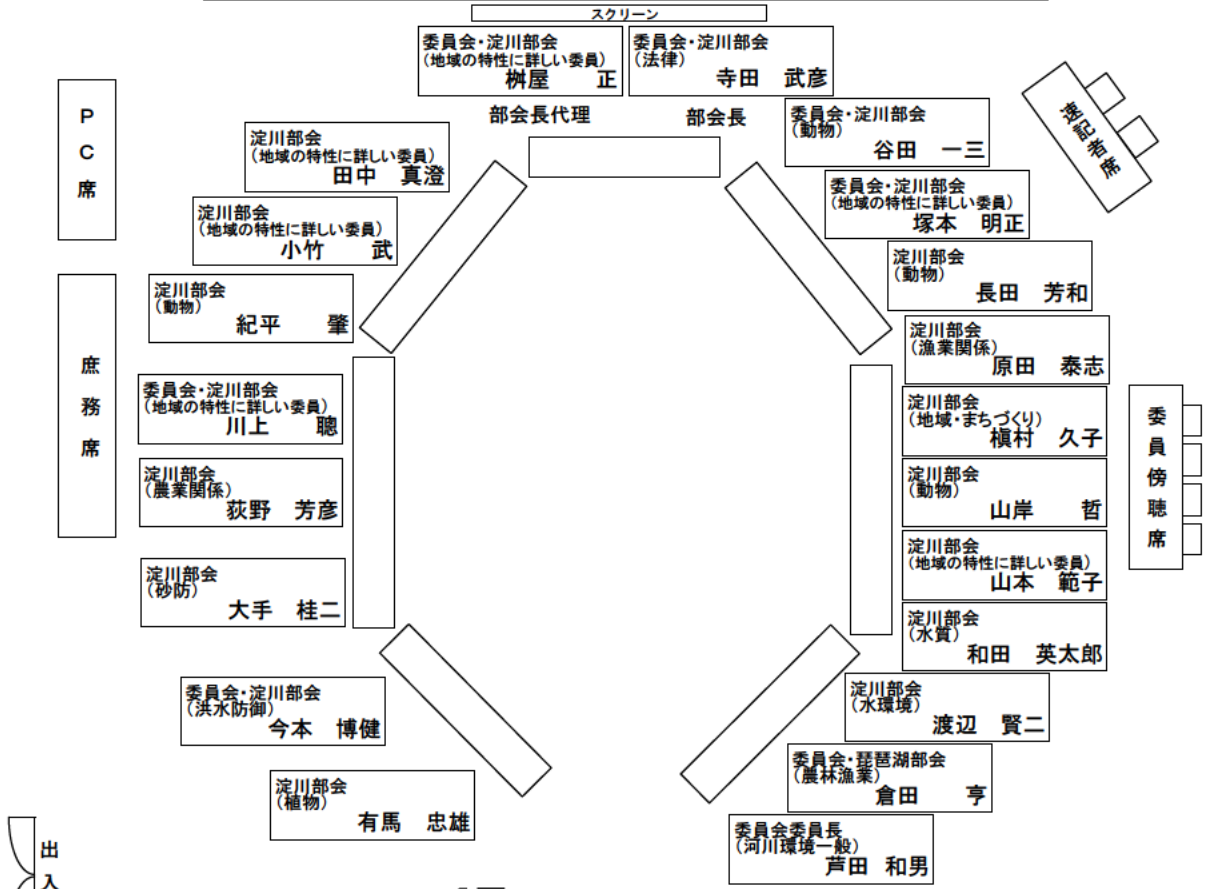 スクリーン
委員会・淀川部会
(地域の特性に詳しい委員)
桝屋　正
委員会・淀川部会
(法律)
寺田　武彦
部会長代理
部会長
委員会・淀川部会
(動物)
谷田　一三
速記者席
PC席
淀川部会
(地域の特性に詳しい委員)
田中　真澄
委員会・淀川部会
(地域の特性に詳しい委員)
塚本　明正
淀川部会
(地域の特性に詳しい委員)
小竹　武
淀川部会
(動物)
長田　芳和
淀川部会
(動物)
紀平　肇
淀川部会
(漁業関係)
原田　泰志
庶務席
委員会・淀川部会
(地域の特性に詳しい委員)
川上　聰
淀川部会
(地域・まちづくり)
槇村　久子
委員傍聴席
淀川部会
(農業関係)
荻野　芳彦
淀川部会
(動物)
山岸　哲
淀川部会
(地域の特性に詳しい委員)
山本　範子
淀川部会
(砂防)
大手　桂二
淀川部会
(水質)
和田　英太郎
委員会・淀川部会
(洪水防御)
今本　博健
淀川部会
(水環境)
渡辺　賢二
委員会・琵琶湖部会
(農林漁業)
倉田　亨
淀川部会
(植物)
有馬　忠雄
委員会委員長
(河川環境一般)
芦田　和男
出入